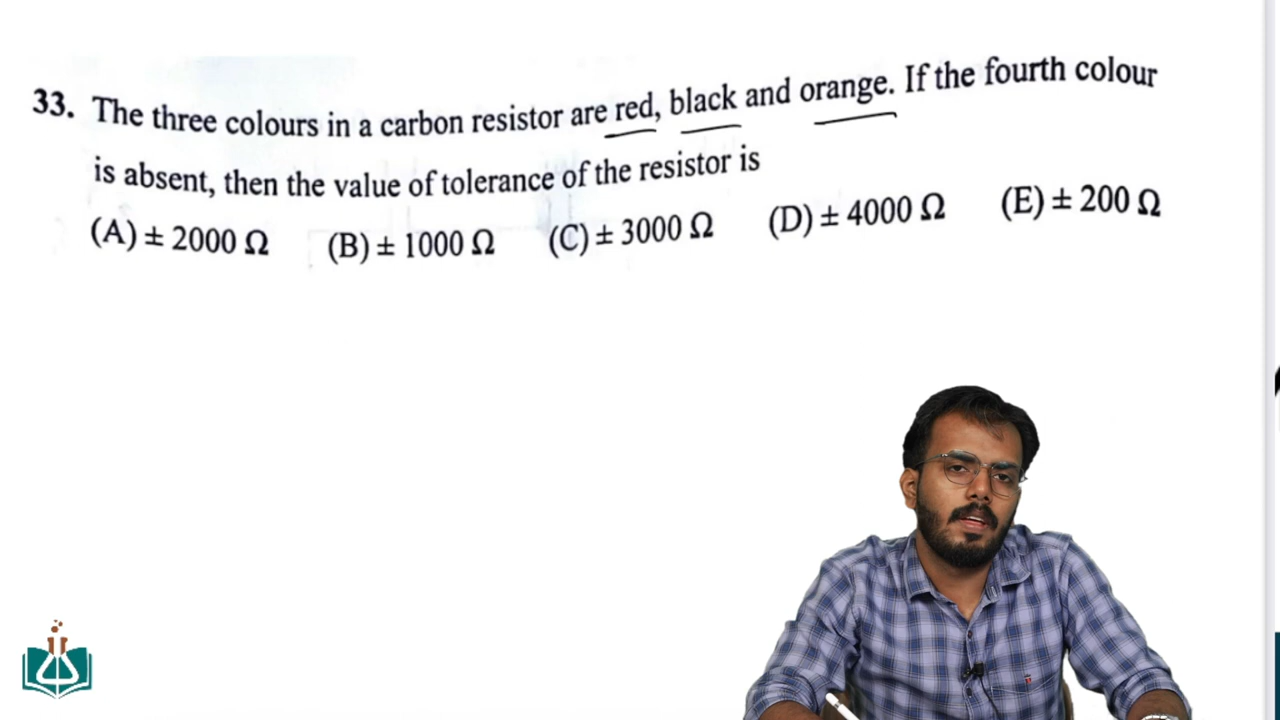 33. The three colours in a carbon resistor are red, black and orange. If the fourth colour
is absent, then the value of tolerance of the resistor is
(A) ± 2000 Ω (B) ± 1000 Ω (C) ± 3000 Ω (D) ± 4000 Ω (E) ± 200 Ω